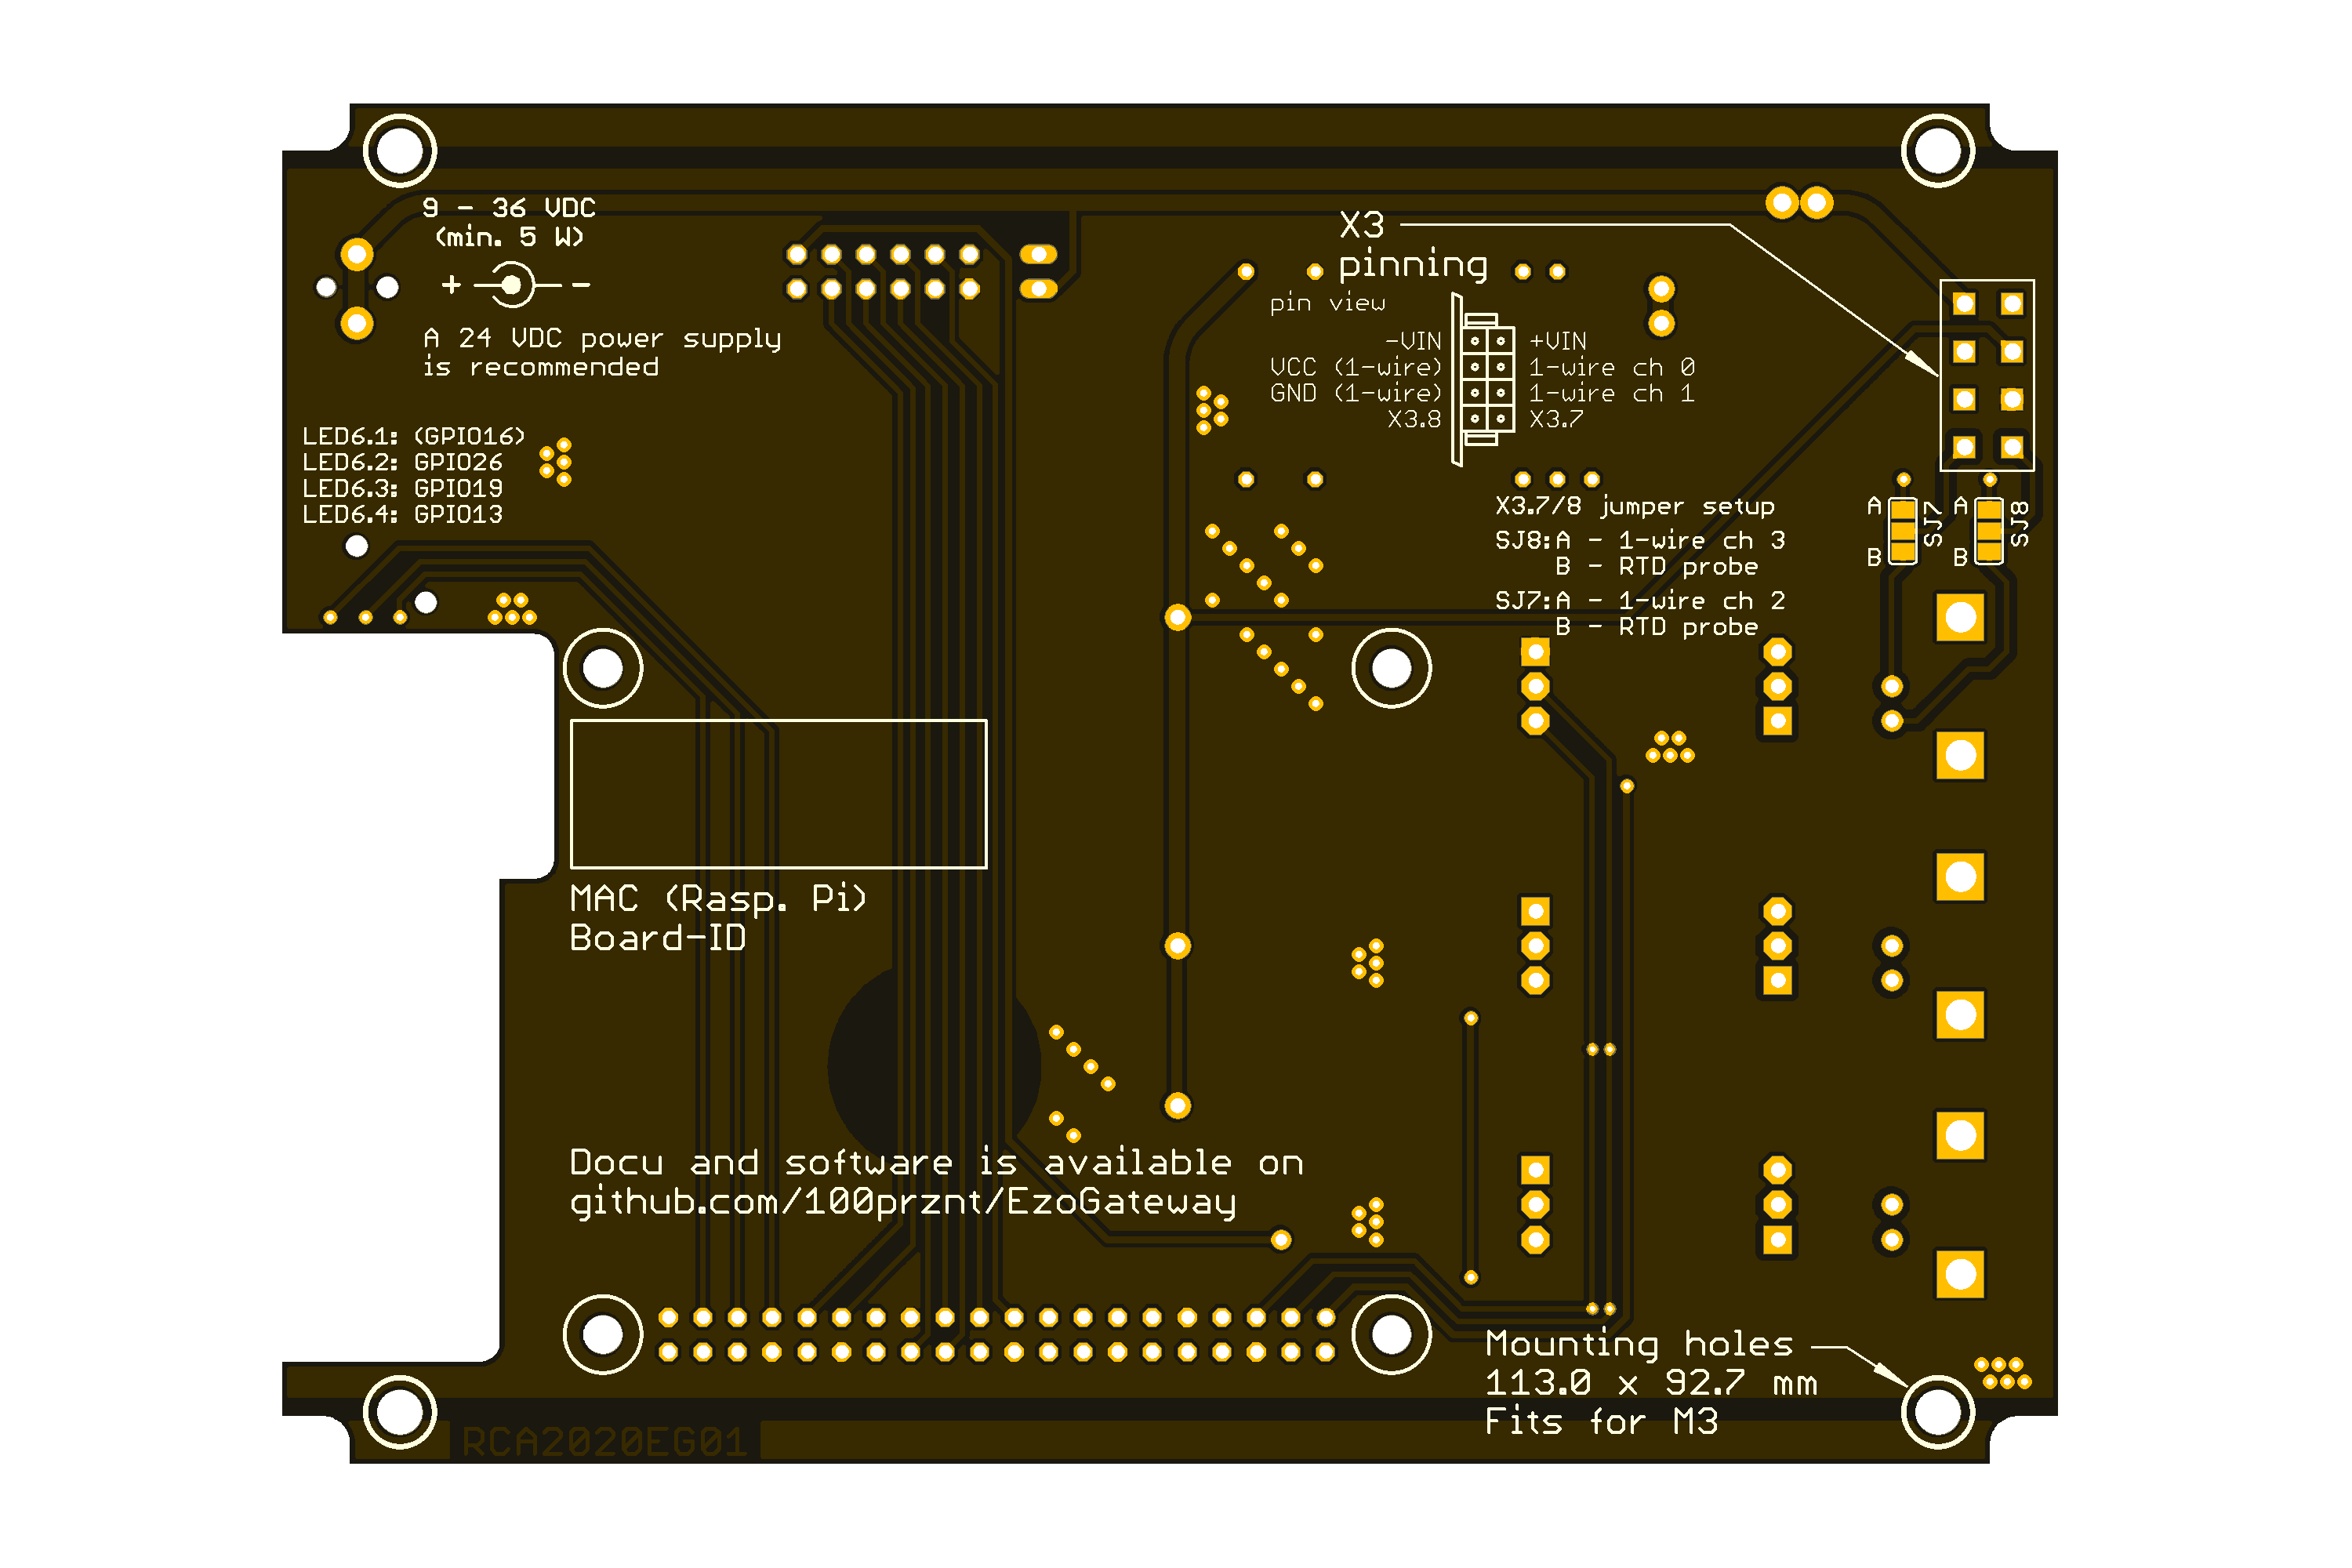 9 - 36 VDC
(min. 5 W)
+ -
A 24 VDC power supply
is recommended
LED6.1: (GPIO16)
LED6.2: GPIO26
LED6.3: GPIO19
LED6.4: GPIO13
X3
pinning
pin view
-VIN +VIN
VCC (1-wire) 1-wire ch 0
GND (1-wire) 1-wire ch 1
X3.8 X3.7
X3.7/8 jumper setup
SJ8:A - 1-wire ch 3
B - RTD probe
SJ7:A - 1-wire ch 2
B - RTD probe
A
B
SJ7
A
B
SJ8
MAC (Rasp. Pi)
Board-ID
Docu and software is available on
github.com/100prznt/EzoGateway
Mounting holes
113.0 x 92.7 mm
Fits for M3
RCA2020EG01